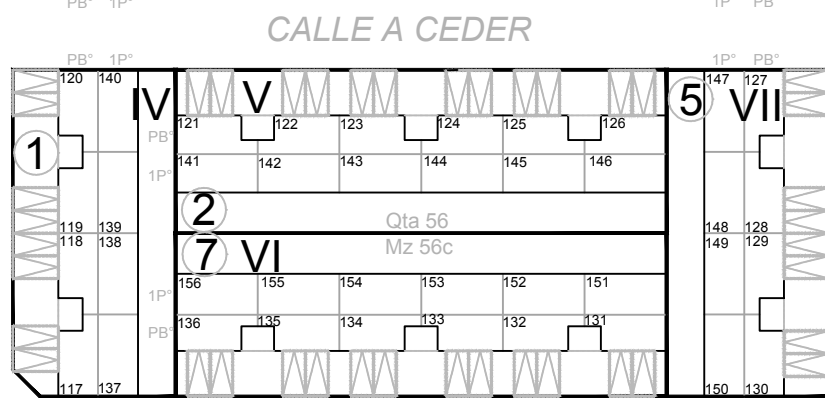 PB° 1P°
1P° PB°
CALLE A CEDER
PB° 1P°
1P° PB°
120 140 IV V 5 147 127 VII
121 122 123 124 125 126
PB°
1
141 142 143 144 145 146
1P°
2
Qta 56
119 139 148 128
118 138 7 VI Mz 56c 149 129
156 155 154 153 152 151
1P°
136 135 134 133 132 131
PB°
117 137 150 130